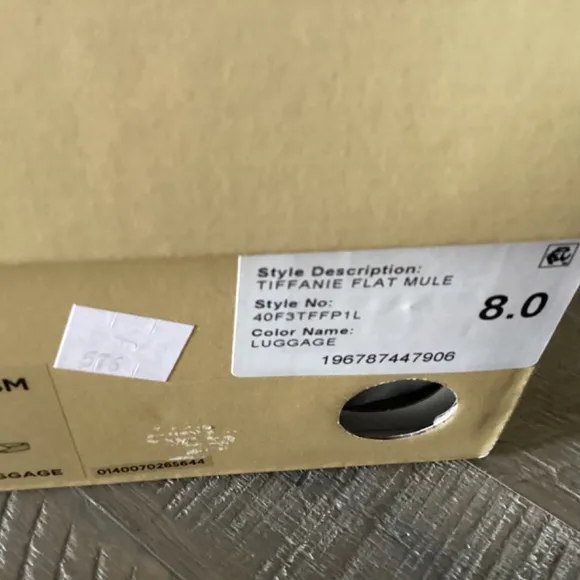 Style Description:
TIFFANIE FLAT MULE
Style No:
40F3TFFP1L
8.0
Color Name:
LUGGAGE
196787447906
M
GGAGE
0140070265644